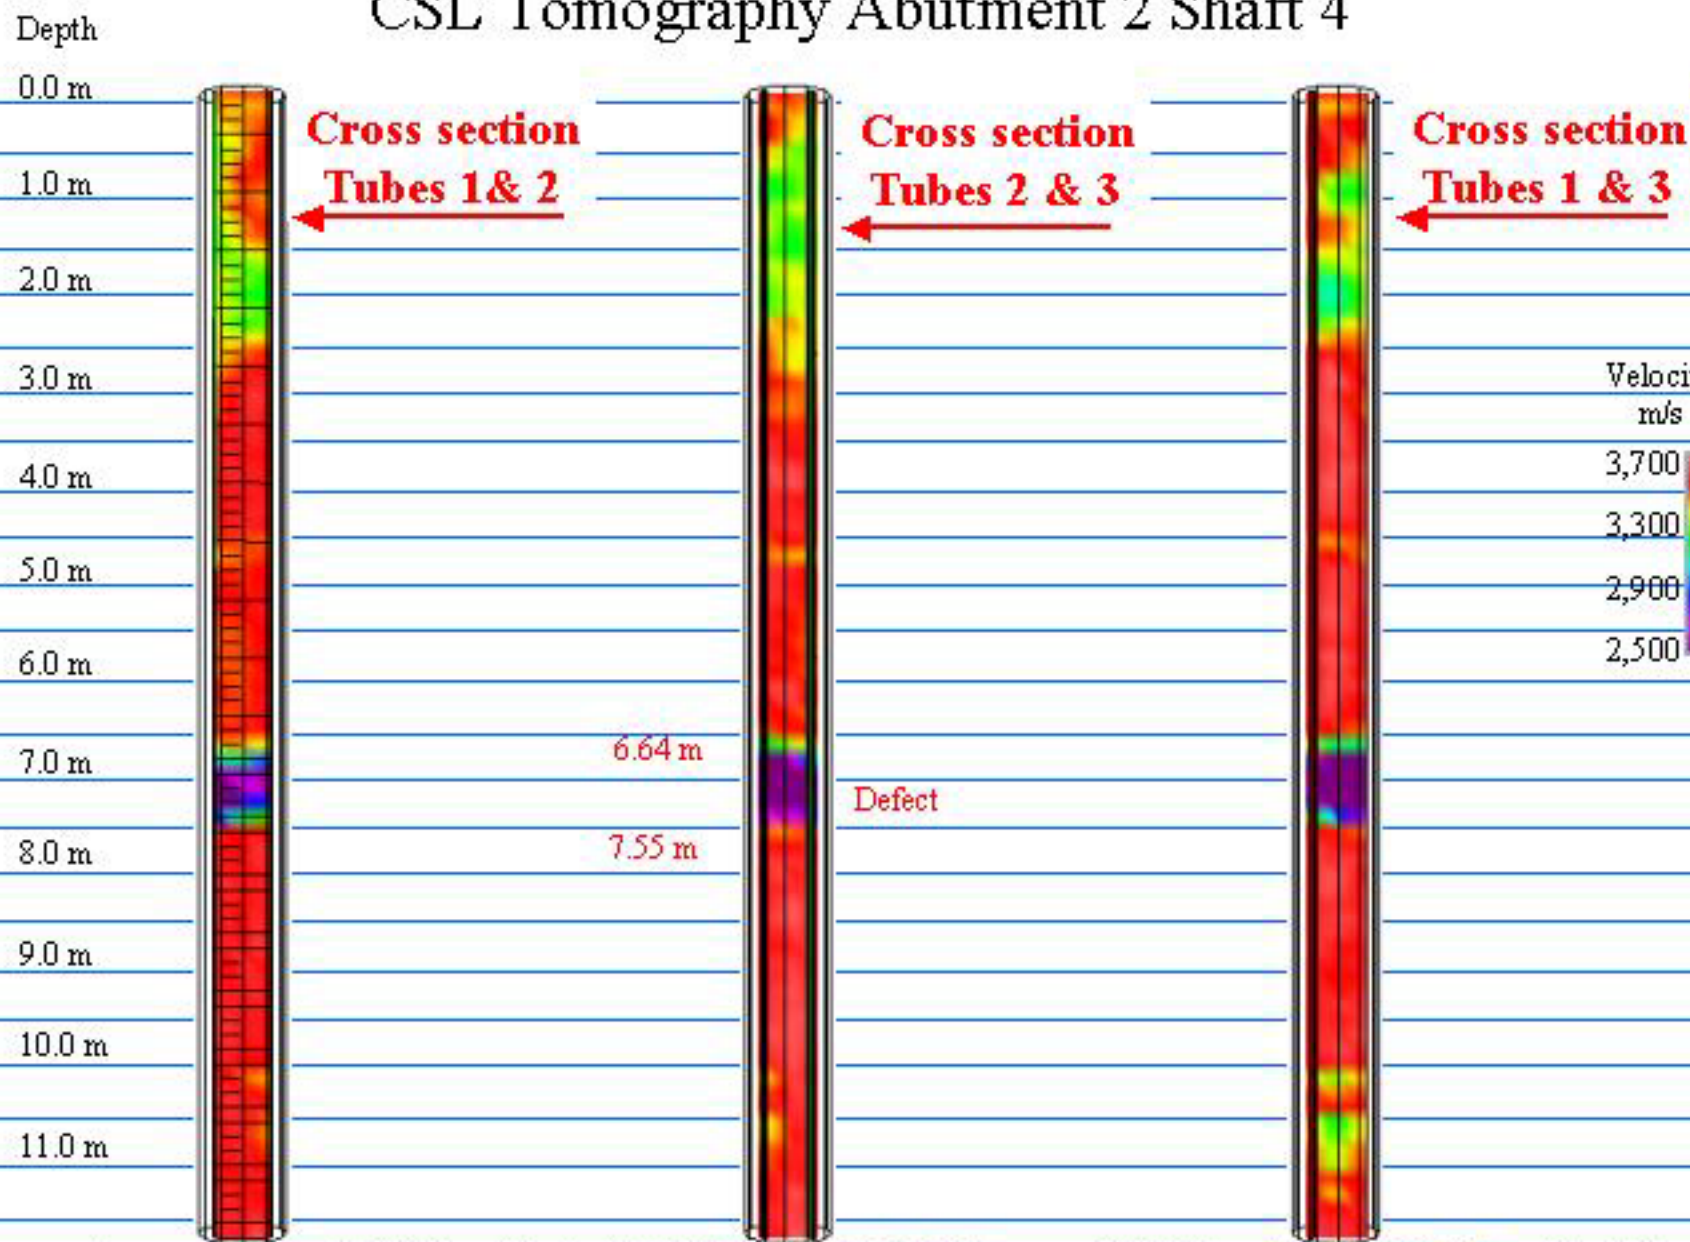 CSL Tomography Abutment 2 Shaft 4
Depth
0.0 m
1.0 m
2.0 m
3.0 m
4.0 m
5.0 m
6.0 m
7.0 m
8.0 m
9.0 m
10.0 m
11.0 m
Cross section
Tubes 1& 2
Cross section
Tubes 2 & 3
Cross section
Tubes 1 & 3
6.64 m
Defect
7.55 m
m/s
3,700
3,300
2,900
2,500